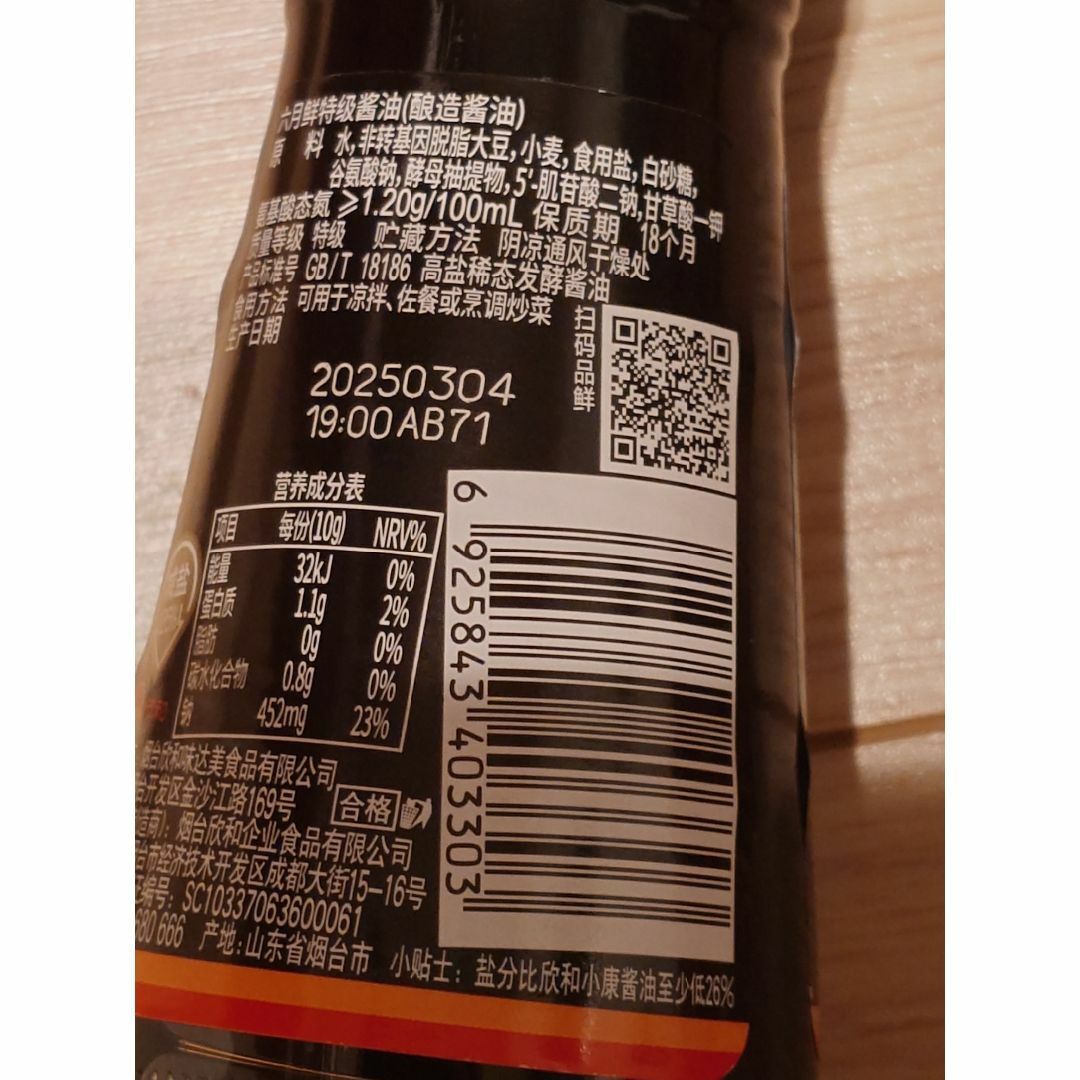 六月鲜特级酱油(酿造酱油)
原 料 水,非转基因脱脂大豆,小麦,食用盐,白砂糖,
谷氨酸钠,酵母抽提物,5'-肌苷酸二钠,甘草酸一钾
氨基酸态氮 ≥1.20g/100mL 保质期 18个月
质量等级 特级 贮藏方法 阴凉通风干燥处
产品标准号 GB/T 18186 高盐稀态发酵酱油
食用方法 可用于凉拌、佐餐或烹调炒菜
生产日期
扫码品鲜
20250304
19:00AB71
营养成分表
项目 每份(10g) NRV%
能量 32kJ 0%
蛋白质 1.1g 2%
脂肪 0g 0%
碳水化合物 0.8g 0%
钠 452mg 23%
6 925843 403303
烟台欣和味达美食品有限公司
开发区金沙江路169号
合格
造商): 烟台欣和企业食品有限公司
台市经济技术开发区成都大街15-16号
编号: SC10337063600061
680 666 产地:山东省烟台市 小贴士: 盐分比欣和小康酱油至少低26%